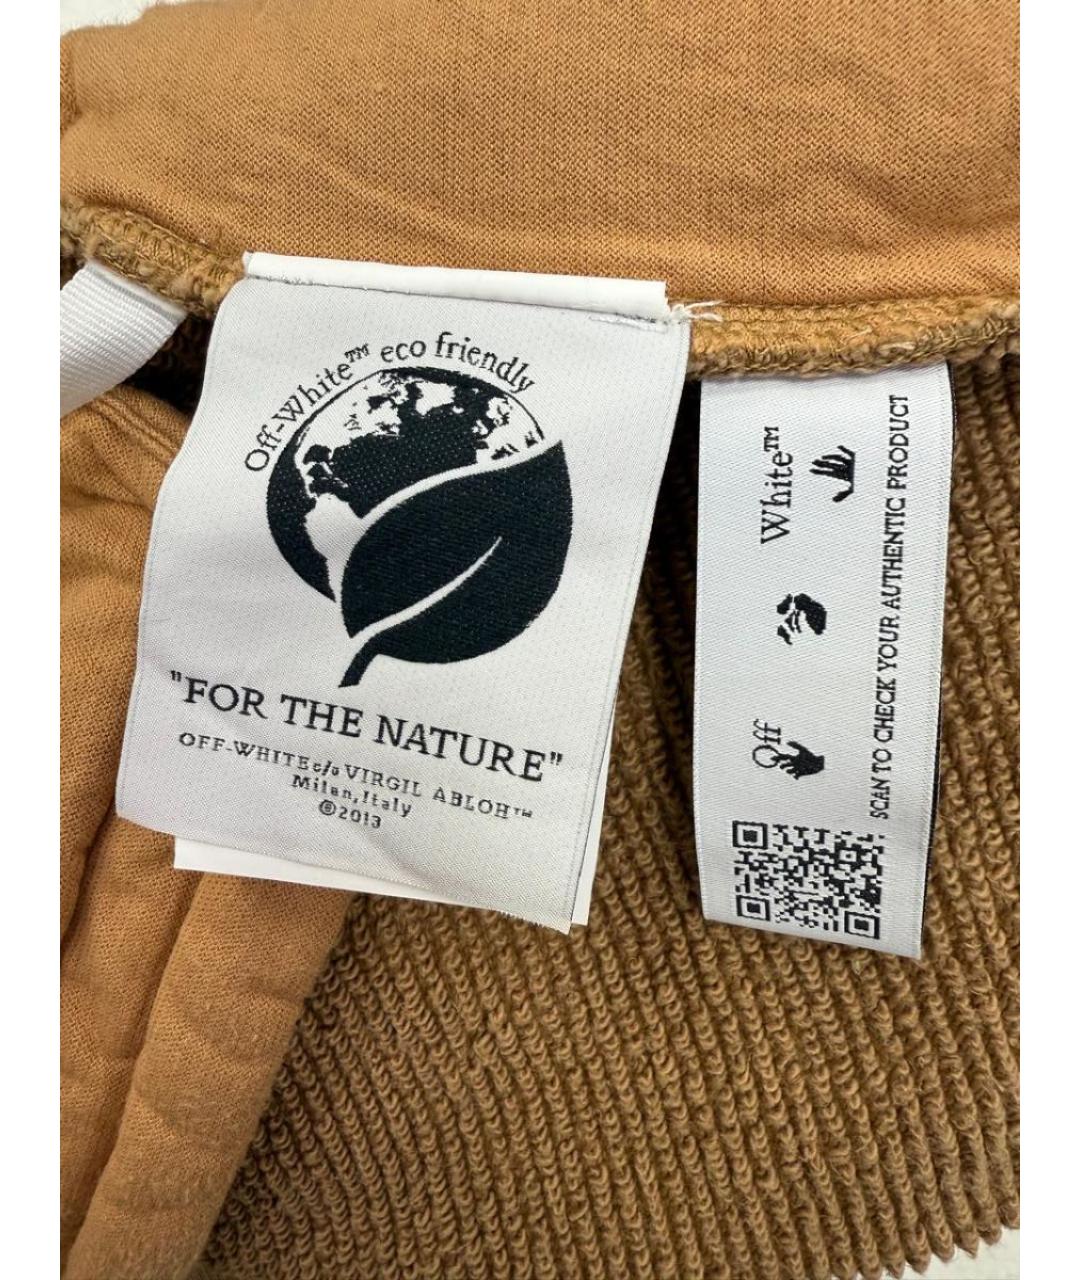 Off-White™ eco friendly
"FOR THE NATURE"
OFF-WHITE c/o VIRGIL ABLOH™
Milan, Italy
©2013
Off White™
SCAN TO CHECK YOUR AUTHENTIC PRODUCT